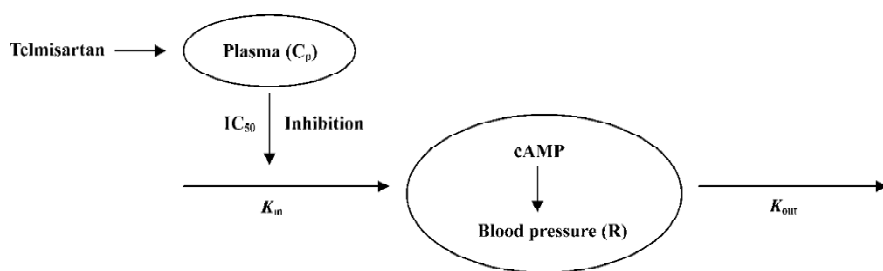 Telmisartan
Plasma (Cp)
IC50 Inhibition
Kin
cAMP
Blood pressure (R)
Kout